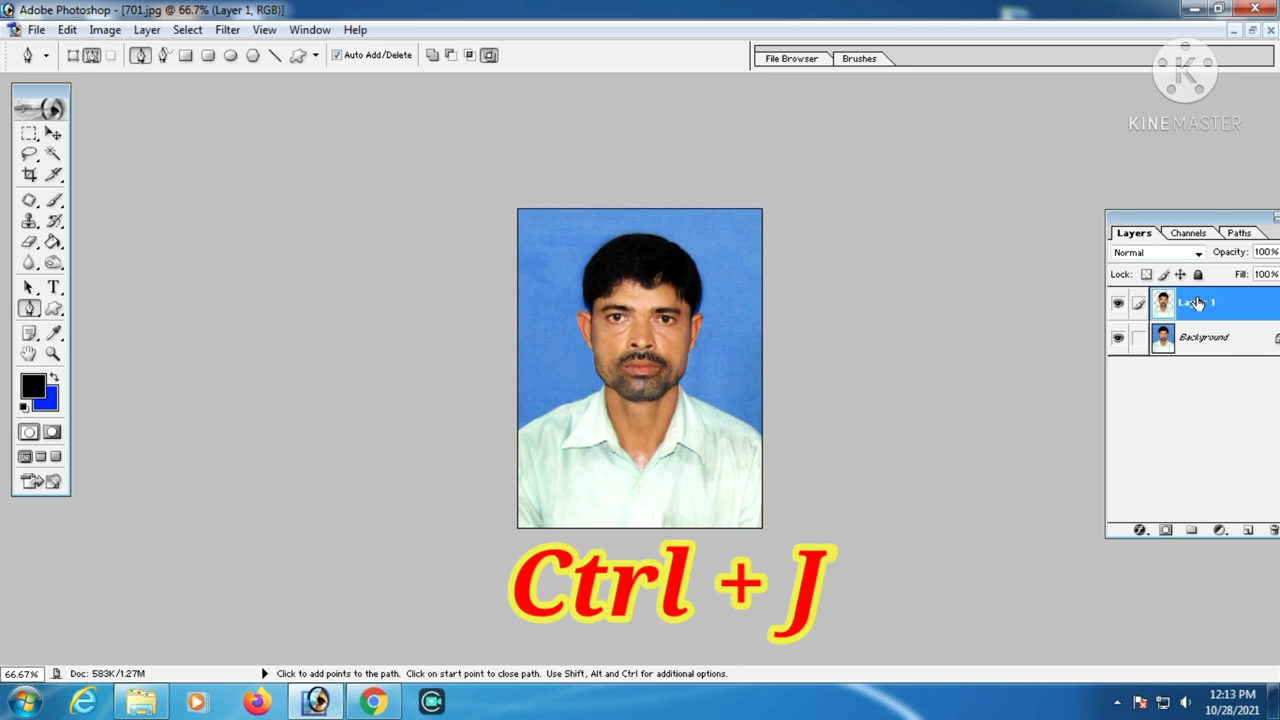 Adobe Photoshop - [701.jpg @ 66.7% (Layer 1, RGB)]
File Edit Image Layer Select Filter View Window Help
Auto Add/Delete
File Browser Brushes
K
KINEMASTER
Layers Channels Paths
Normal Opacity: 100%
Lock: Fill: 100%
Background
T
Ctrl + J
66.67% Doc: 583K/1.27M Click to add points to the path. Click on start point to close path. Use Shift, Alt and Ctrl for additional options.
12:13 PM
10/28/2021